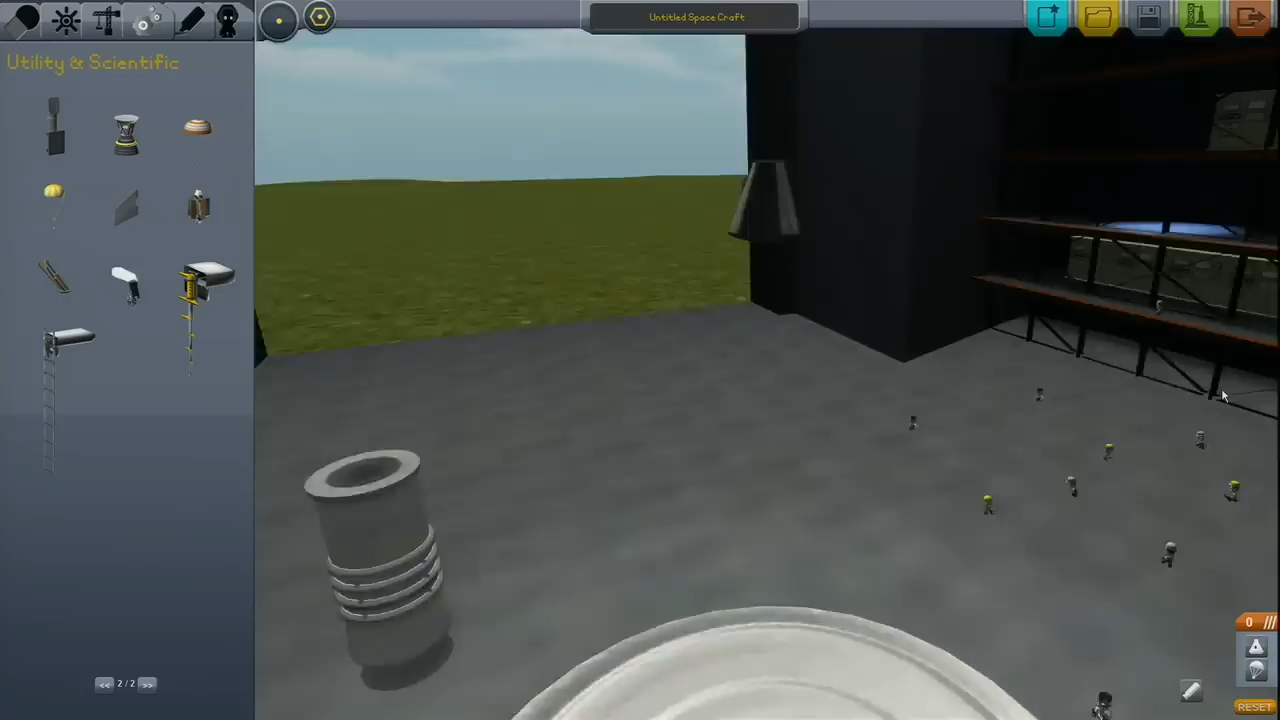 Untitled Space Craft
Utility & Scientific
0
<< 2/2 >>
RESET